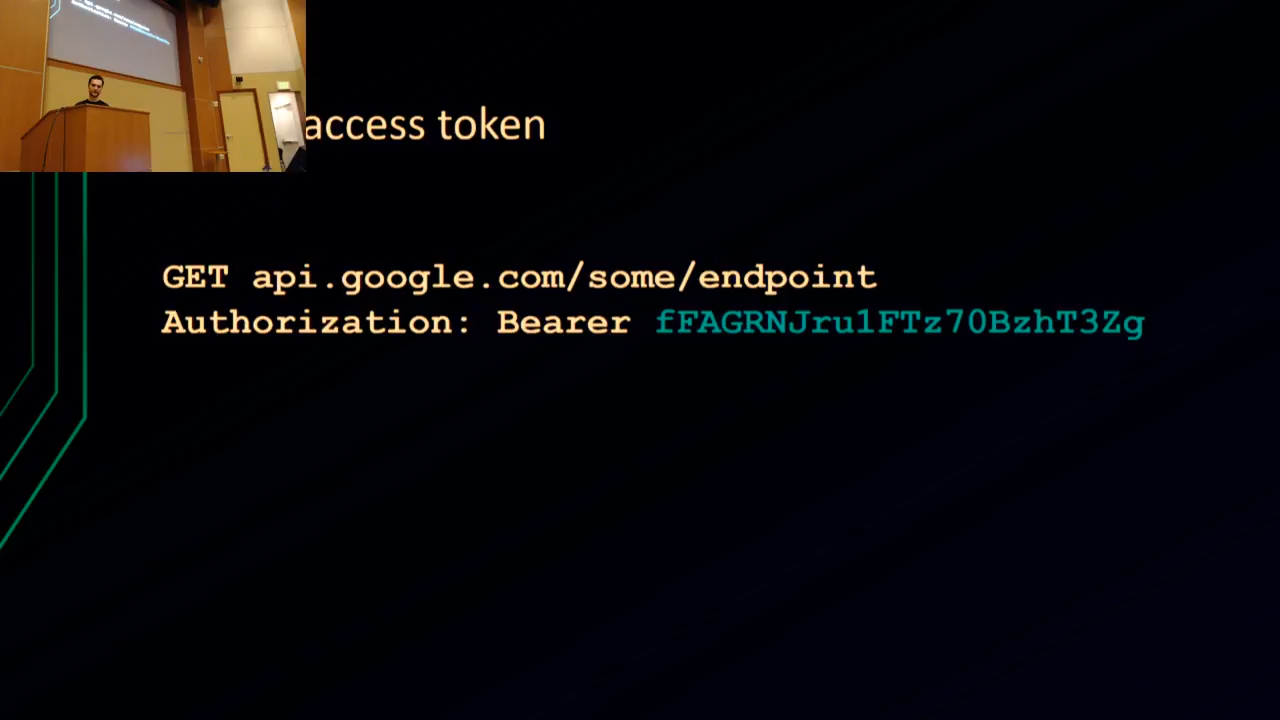 access token
GET api.google.com/some/endpoint
Authorization: Bearer fFAGRNJru1FTz70BzhT3Zg